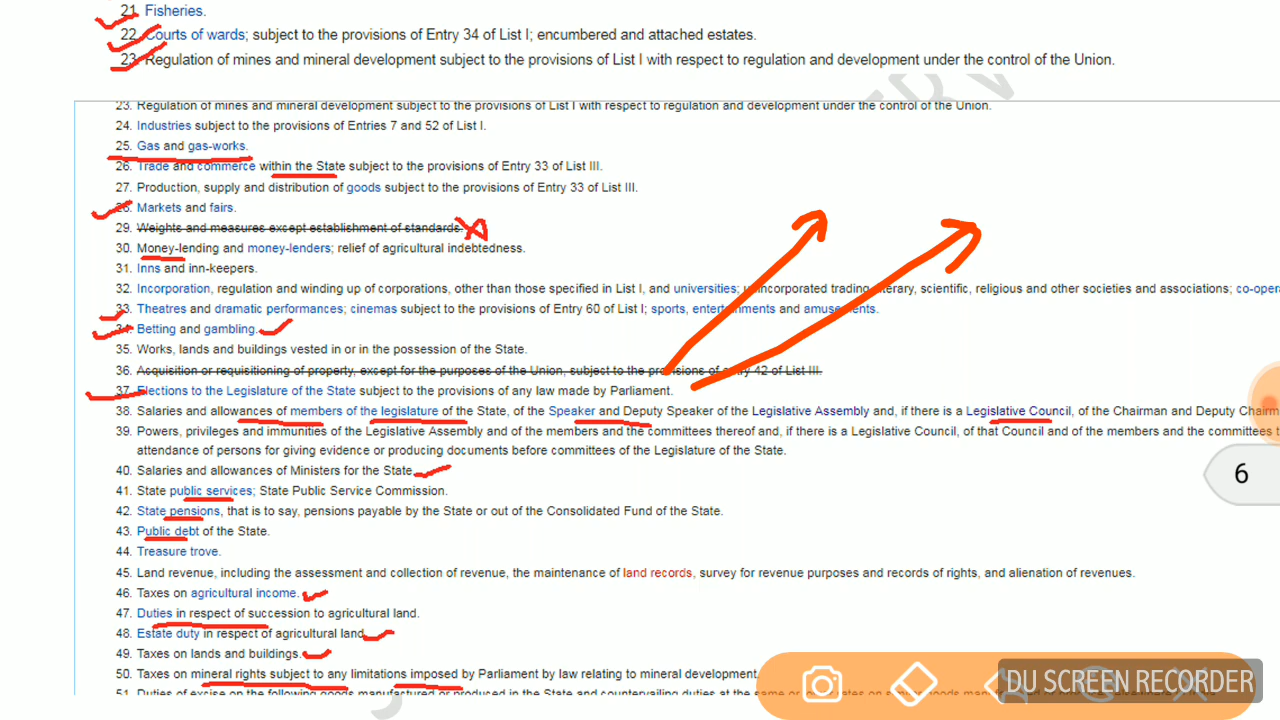 21. Fisheries.
22. Courts of wards; subject to the provisions of Entry 34 of List I; encumbered and attached estates.
23. Regulation of mines and mineral development subject to the provisions of List I with respect to regulation and development under the control of the Union.
23. Regulation of mines and mineral development subject to the provisions of List I with respect to regulation and development under the control of the Union.
24. Industries subject to the provisions of Entries 7 and 52 of List I.
25. Gas and gas-works.
26. Trade and commerce within the State subject to the provisions of Entry 33 of List III.
27. Production, supply and distribution of goods subject to the provisions of Entry 33 of List III.
28. Markets and fairs.
29. Weights and measures except establishment of standards.
30. Money-lending and money-lenders; relief of agricultural indebtedness.
31. Inns and inn-keepers.
32. Incorporation, regulation and winding up of corporations, other than those specified in List I, and universities; unincorporated trading, literary, scientific, religious and other societies and associations; co-opera
33. Theatres and dramatic performances; cinemas subject to the provisions of Entry 60 of List I; sports, entertainments and amusements.
34. Betting and gambling.
35. Works, lands and buildings vested in or in the possession of the State.
36. Acquisition or requisitioning of property, except for the purposes of the Union, subject to the provisions of entry 42 of List III.
37. Elections to the Legislature of the State subject to the provisions of any law made by Parliament.
38. Salaries and allowances of members of the legislature of the State, of the Speaker and Deputy Speaker of the Legislative Assembly and, if there is a Legislative Council, of the Chairman and Deputy Chairm
39. Powers, privileges and immunities of the Legislative Assembly and of the members and the committees thereof and, if there is a Legislative Council, of that Council and of the members and the committees t
attendance of persons for giving evidence or producing documents before committees of the Legislature of the State.
6
40. Salaries and allowances of Ministers for the State.
41. State public services; State Public Service Commission.
42. State pensions, that is to say, pensions payable by the State or out of the Consolidated Fund of the State.
43. Public debt of the State.
44. Treasure trove.
45. Land revenue, including the assessment and collection of revenue, the maintenance of land records, survey for revenue purposes and records of rights, and alienation of revenues.
46. Taxes on agricultural income.
47. Duties in respect of succession to agricultural land.
48. Estate duty in respect of agricultural land
49. Taxes on lands and buildings.
50. Taxes on mineral rights subject to any limitations imposed by Parliament by law relating to mineral development.
DU SCREEN RECORDER
51. Duties of excise on the following goods manufactured or produced in the State and countervailing duties at the same or